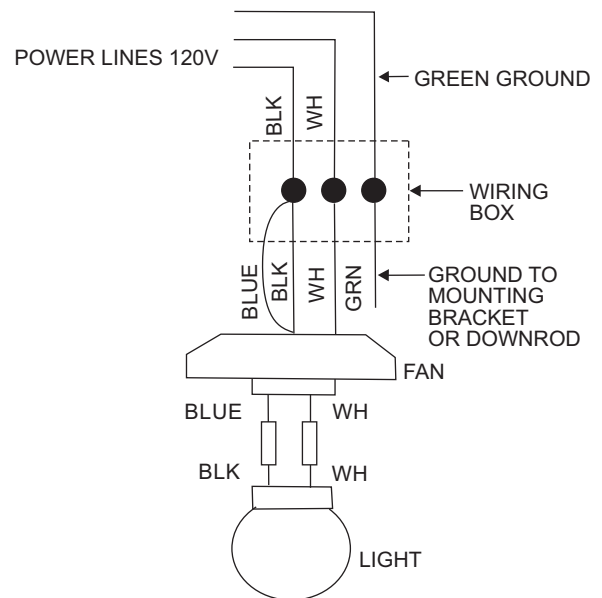 POWER LINES 120V
GREEN GROUND
BLK
WH
WIRING
BOX
BLUE
BLK
WH
GRN
GROUND TO
MOUNTING
BRACKET
OR DOWNROD
FAN
BLUE
WH
BLK
WH
LIGHT